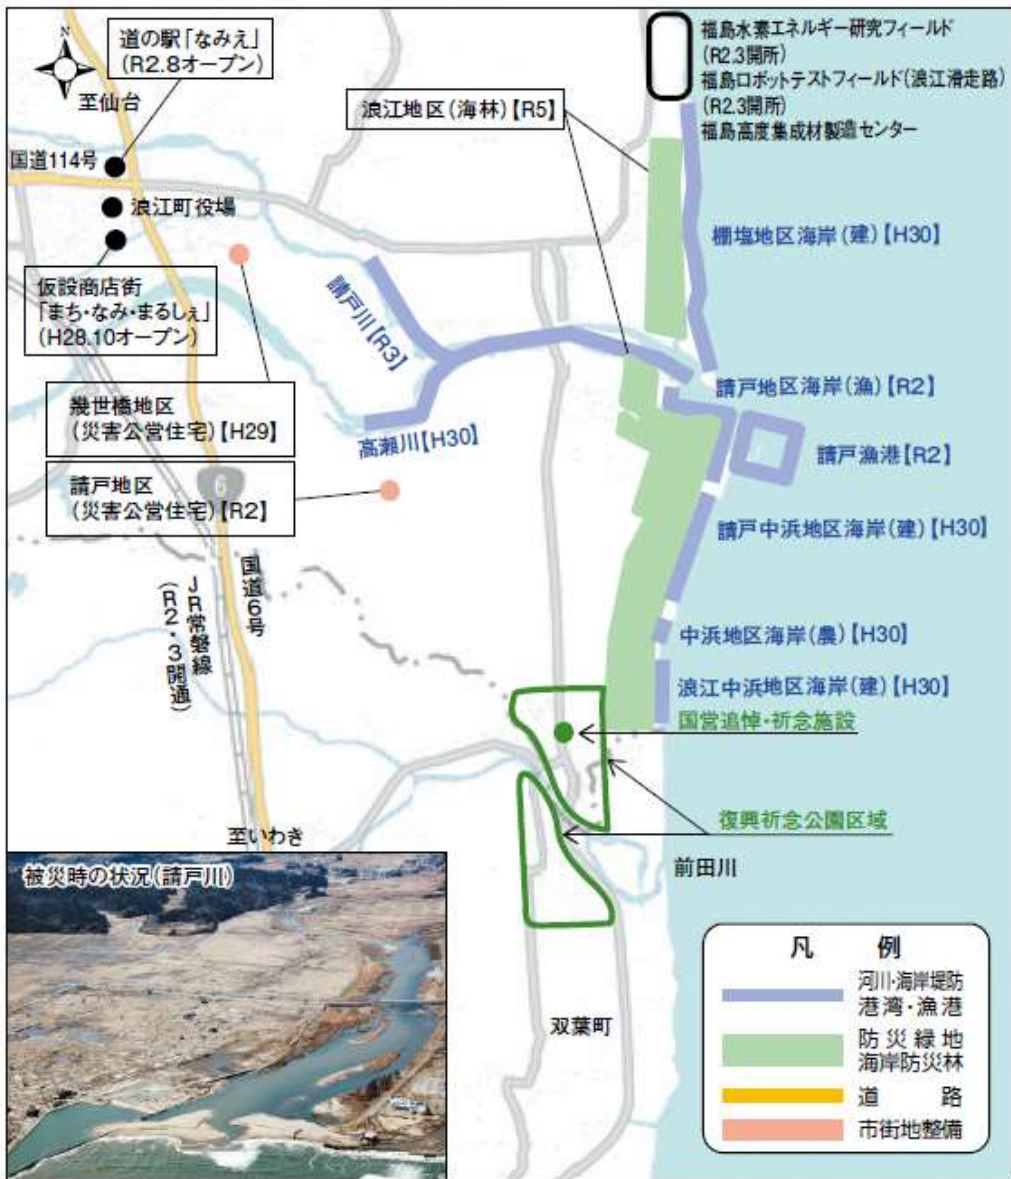 N
道の駅「なみえ」
(R2.8オープン)
至仙台
国道114号
浪江町役場
仮設商店街
「まち・なみ・まるしぇ」
(H28.10オープン)
幾世橋地区
(災害公営住宅)【H29】
請戸地区
(災害公営住宅)【R2】
浪江地区(海林)【R5】
福島水素エネルギー研究フィールド
(R2.3開所)
福島ロボットテストフィールド(浪江滑走路)
(R2.3開所)
福島高度集成材製造センター
棚塩地区海岸(建)【H30】
請戸川【R3】
高瀬川【H30】
請戸地区海岸(漁)【R2】
請戸漁港【R2】
請戸中浜地区海岸(建)【H30】
中浜地区海岸(農)【H30】
浪江中浜地区海岸(建)【H30】
国営追悼・祈念施設
復興祈念公園区域
6
国道6号
JR常磐線
(R2・3開通)
至いわき
前田川
双葉町
被災時の状況(請戸川)
凡例
河川・海岸堤防
港湾・漁港
防災緑地
海岸防災林
道路
市街地整備